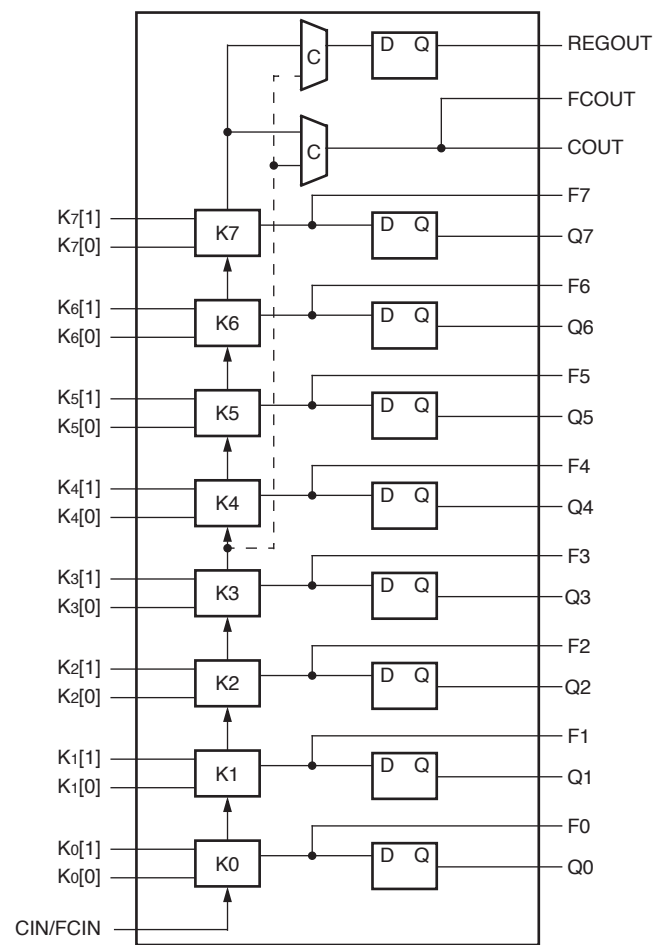 C
D Q
REGOUT
FCOUT
C
COUT
F7
K7[1]
K7
D Q
K7[0]
Q7
F6
K6[1]
K6
D Q
K6[0]
Q6
F5
K5[1]
K5
D Q
K5[0]
Q5
F4
K4[1]
K4
D Q
K4[0]
Q4
F3
K3[1]
K3
D Q
K3[0]
Q3
F2
K2[1]
K2
D Q
K2[0]
Q2
F1
K1[1]
K1
D Q
K1[0]
Q1
F0
K0[1]
K0
D Q
K0[0]
Q0
CIN/FCIN